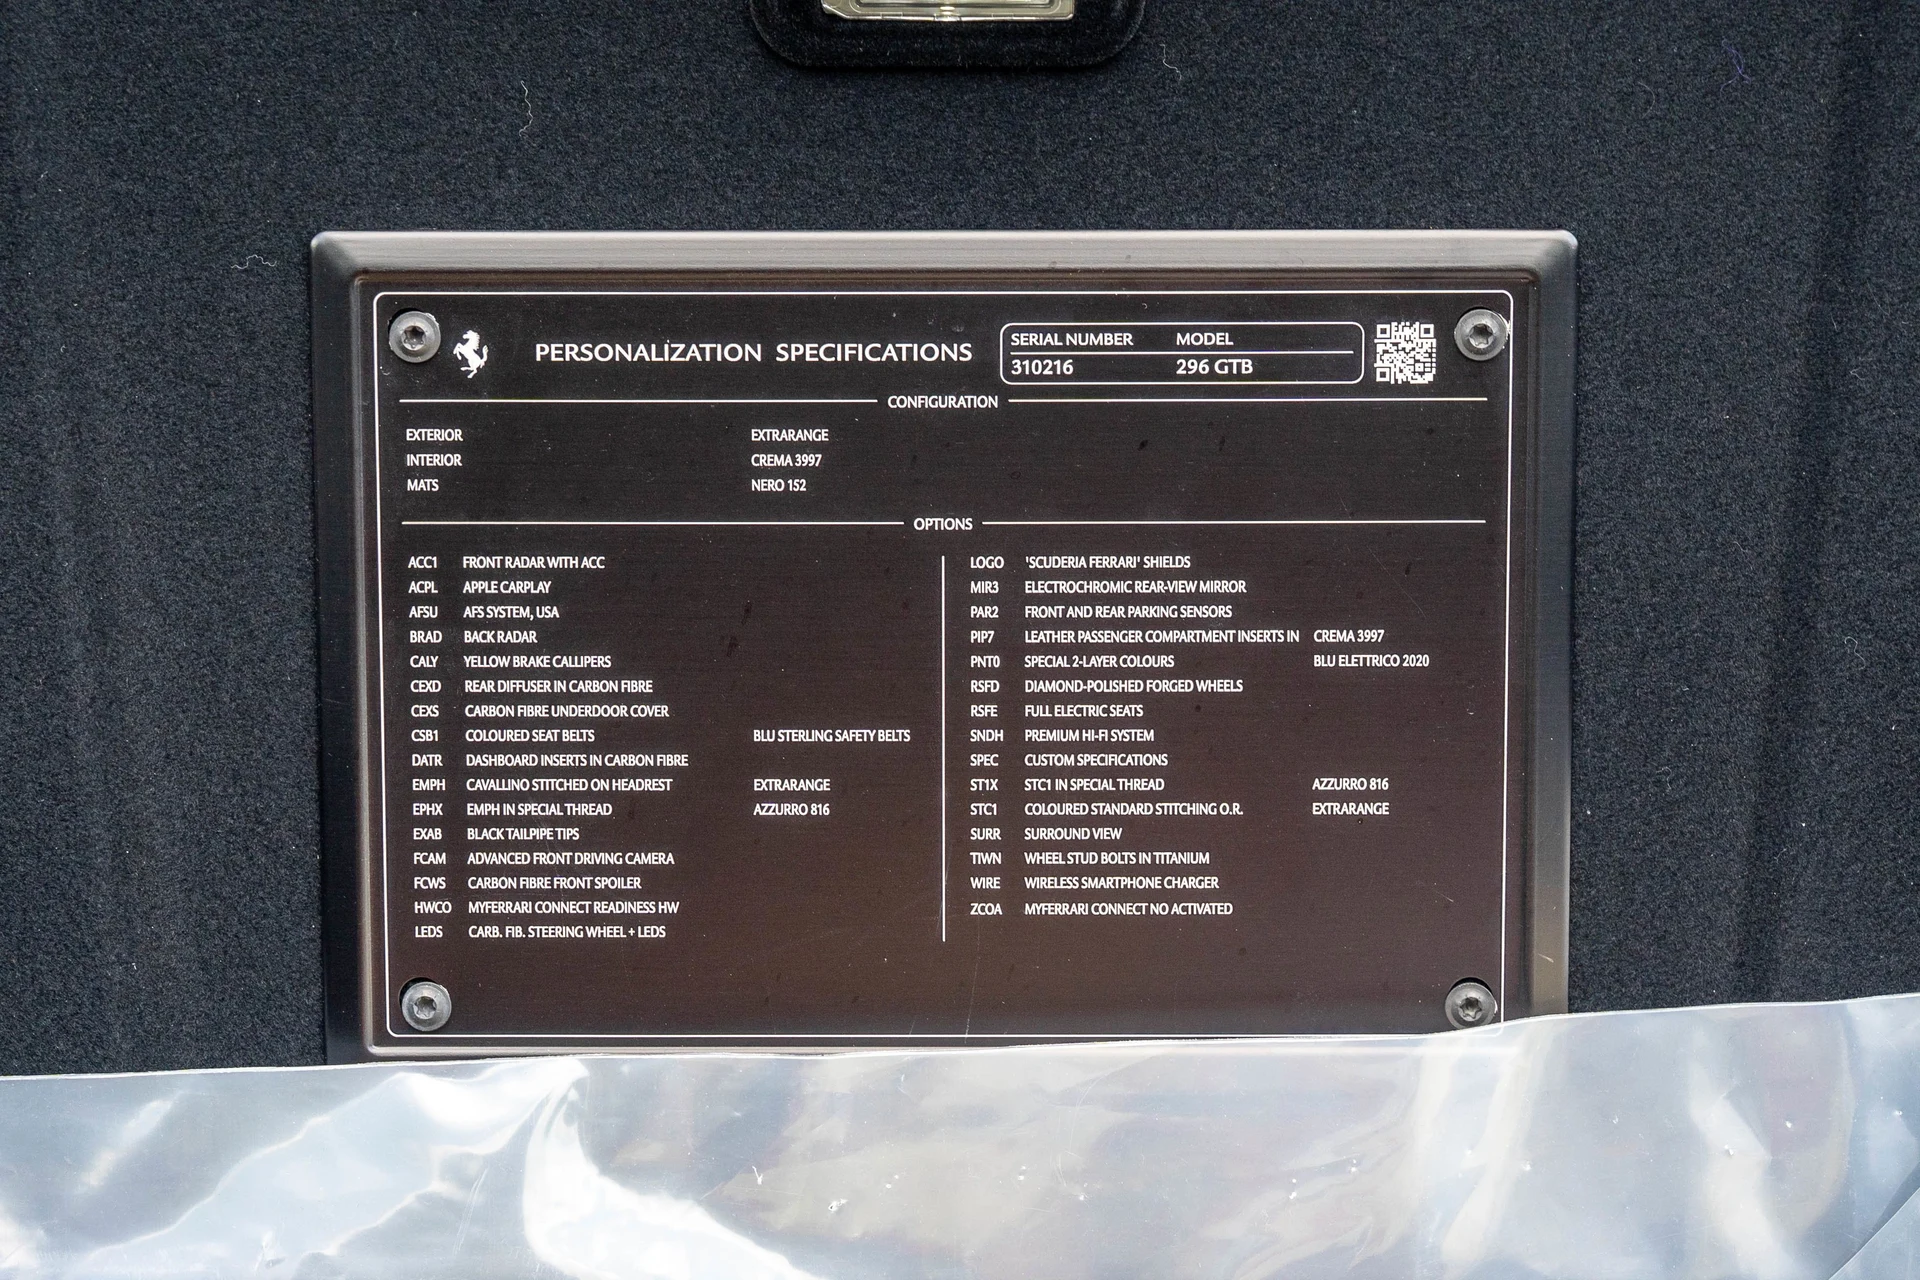 PERSONALIZATION SPECIFICATIONS
SERIAL NUMBER MODEL
310216 296 GTB
CONFIGURATION
EXTERIOR EXTRARANGE
INTERIOR CREMA 3997
MATS NERO 152
OPTIONS
ACC1 FRONT RADAR WITH ACC
ACPL APPLE CARPLAY
AFSU AFS SYSTEM, USA
BRAD BACK RADAR
CALY YELLOW BRAKE CALLIPERS
CEXD REAR DIFFUSER IN CARBON FIBRE
CEXS CARBON FIBRE UNDERDOOR COVER
CSB1 COLOURED SEAT BELTS BLU STERLING SAFETY BELTS
DATR DASHBOARD INSERTS IN CARBON FIBRE
EMPH CAVALLINO STITCHED ON HEADREST EXTRARANGE
EPHX EMPH IN SPECIAL THREAD AZZURRO 816
EXAB BLACK TAILPIPE TIPS
FCAM ADVANCED FRONT DRIVING CAMERA
FCWS CARBON FIBRE FRONT SPOILER
HWCO MYFERRARI CONNECT READINESS HW
LEDS CARB. FIB. STEERING WHEEL + LEDS
LOGO 'SCUDERIA FERRARI' SHIELDS
MIR3 ELECTROCHROMIC REAR-VIEW MIRROR
PAR2 FRONT AND REAR PARKING SENSORS
PIP7 LEATHER PASSENGER COMPARTMENT INSERTS IN CREMA 3997
PNT0 SPECIAL 2-LAYER COLOURS BLU ELETTRICO 2020
RSFD DIAMOND-POLISHED FORGED WHEELS
RSFE FULL ELECTRIC SEATS
SNDH PREMIUM HI-FI SYSTEM
SPEC CUSTOM SPECIFICATIONS
ST1X STC1 IN SPECIAL THREAD AZZURRO 816
STC1 COLOURED STANDARD STITCHING O.R. EXTRARANGE
SURR SURROUND VIEW
TIWN WHEEL STUD BOLTS IN TITANIUM
WIRE WIRELESS SMARTPHONE CHARGER
ZCOA MYFERRARI CONNECT NO ACTIVATED